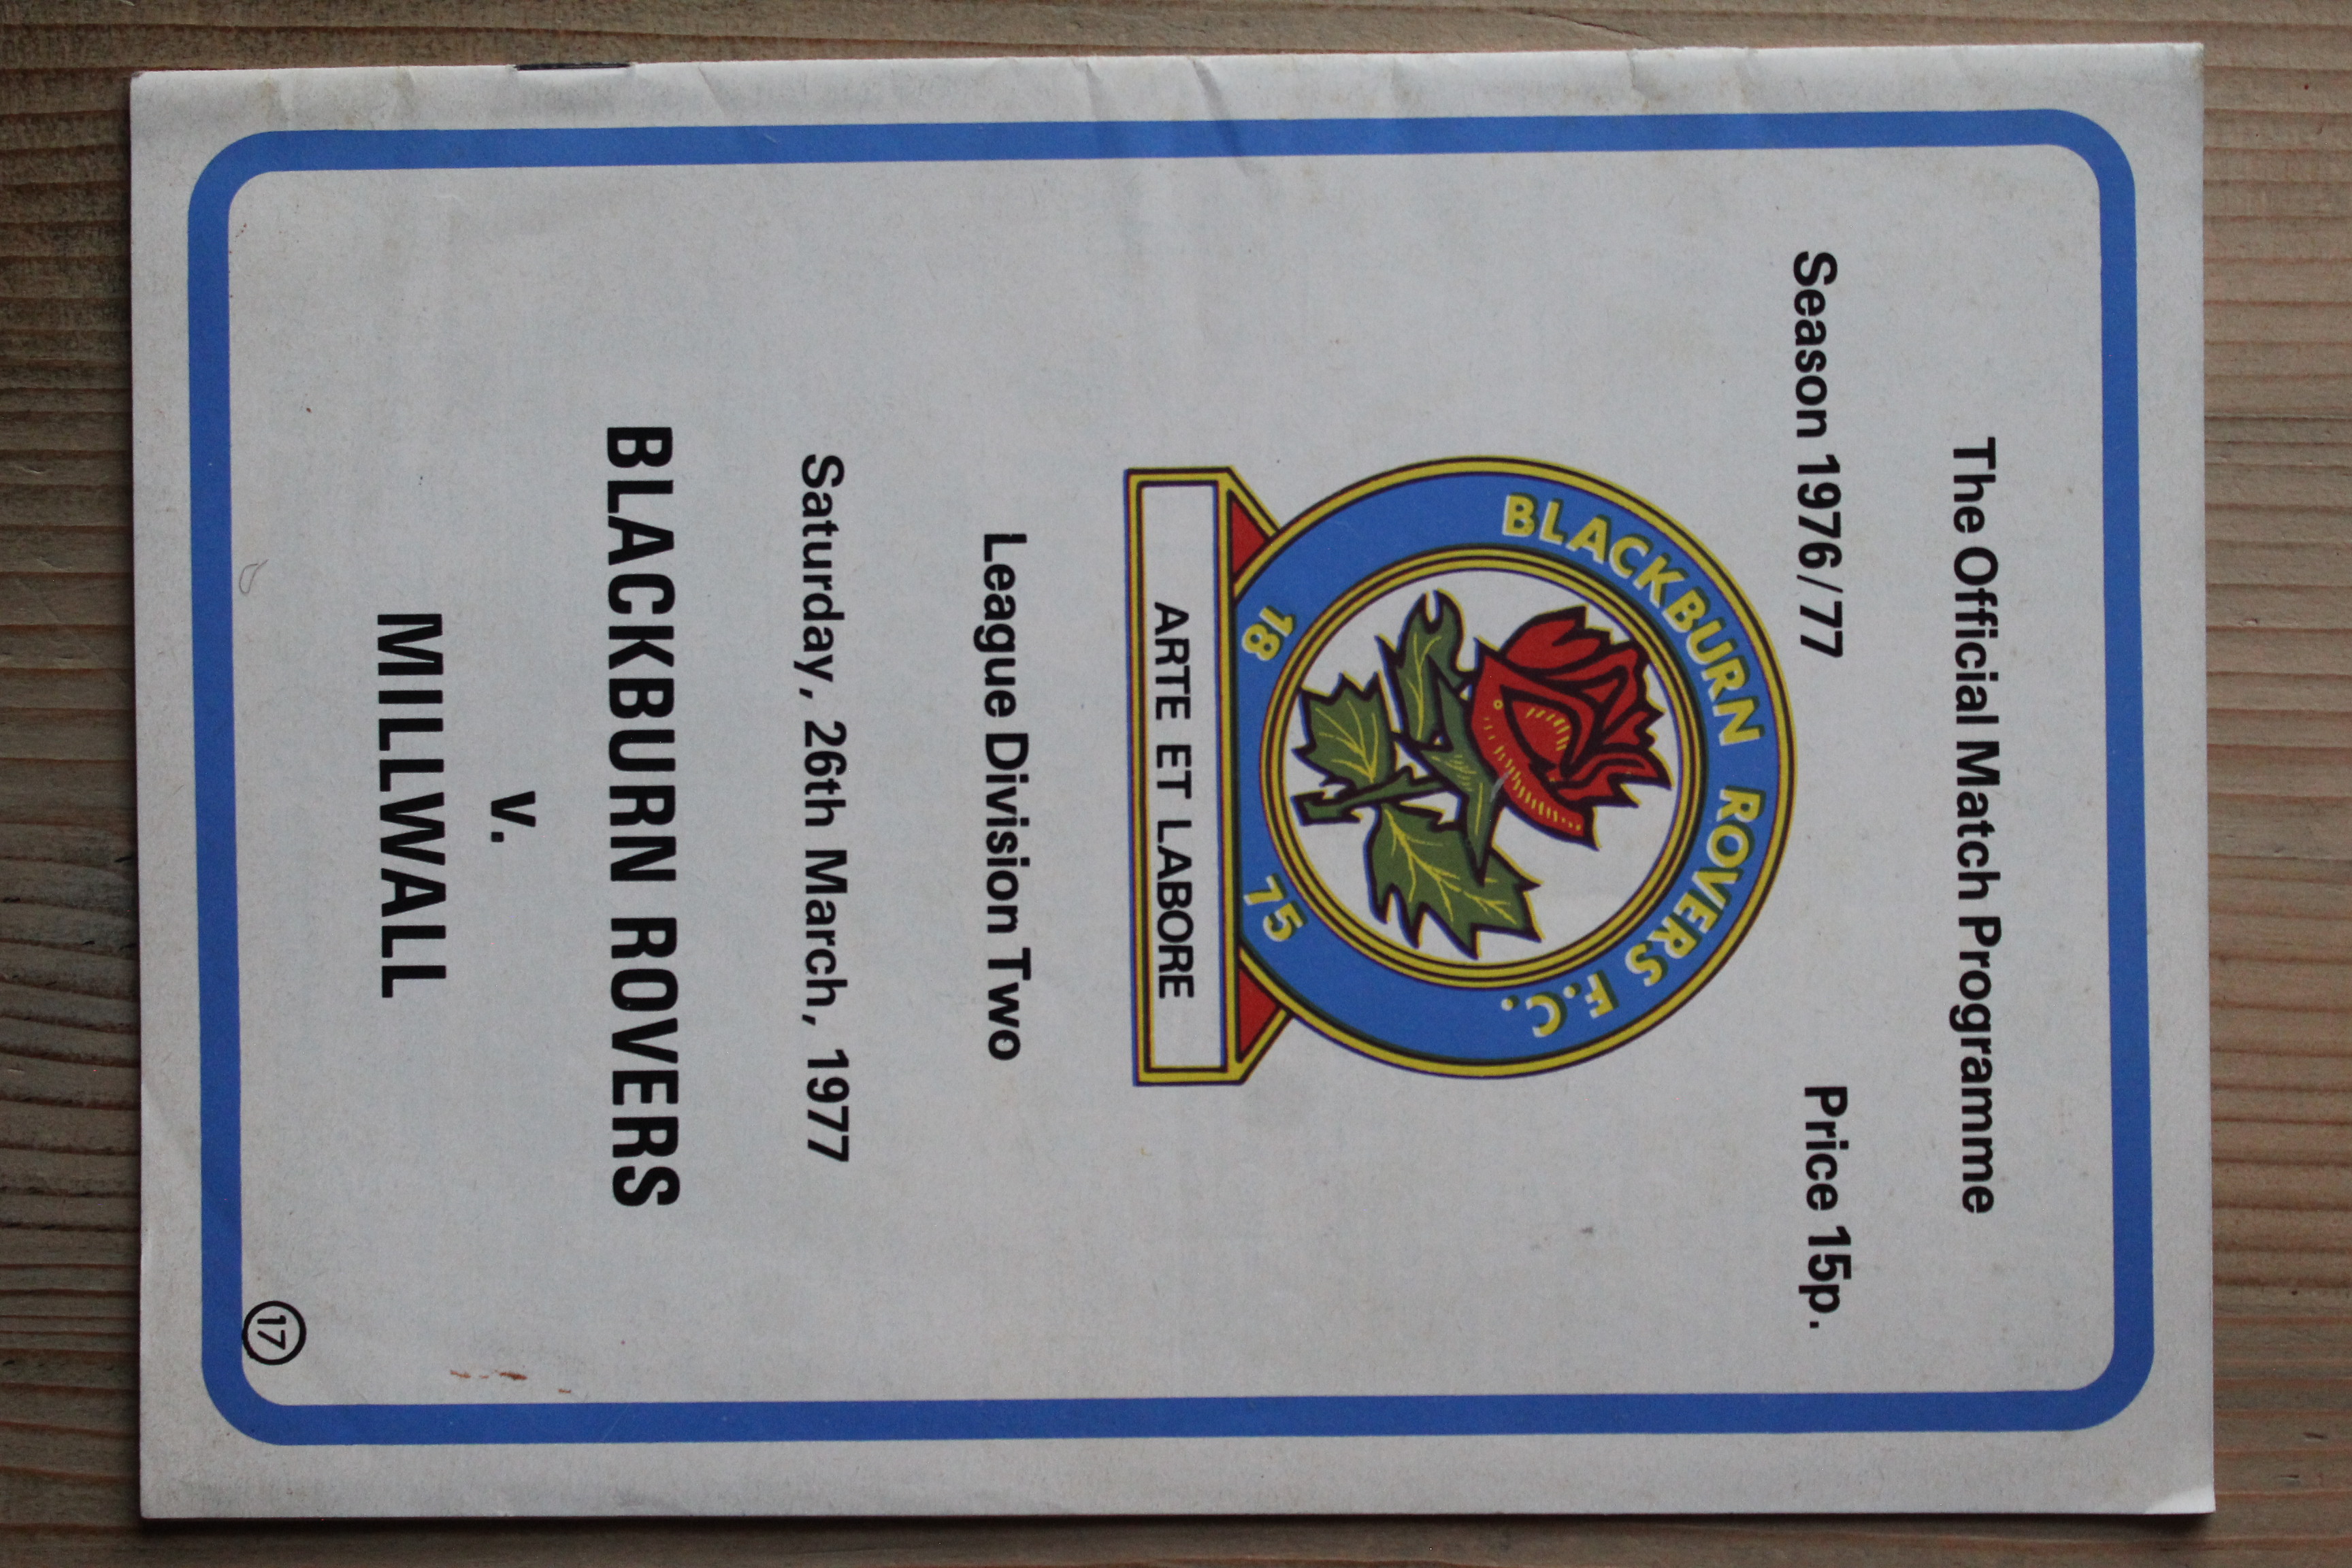 The Official Match Programme
Season 1976/77 Price 15p.
BLACKBURN ROVERS F.C.
18 75
ARTE ET LABORE
League Division Two
Saturday, 26th March, 1977
BLACKBURN ROVERS
v.
MILLWALL
17